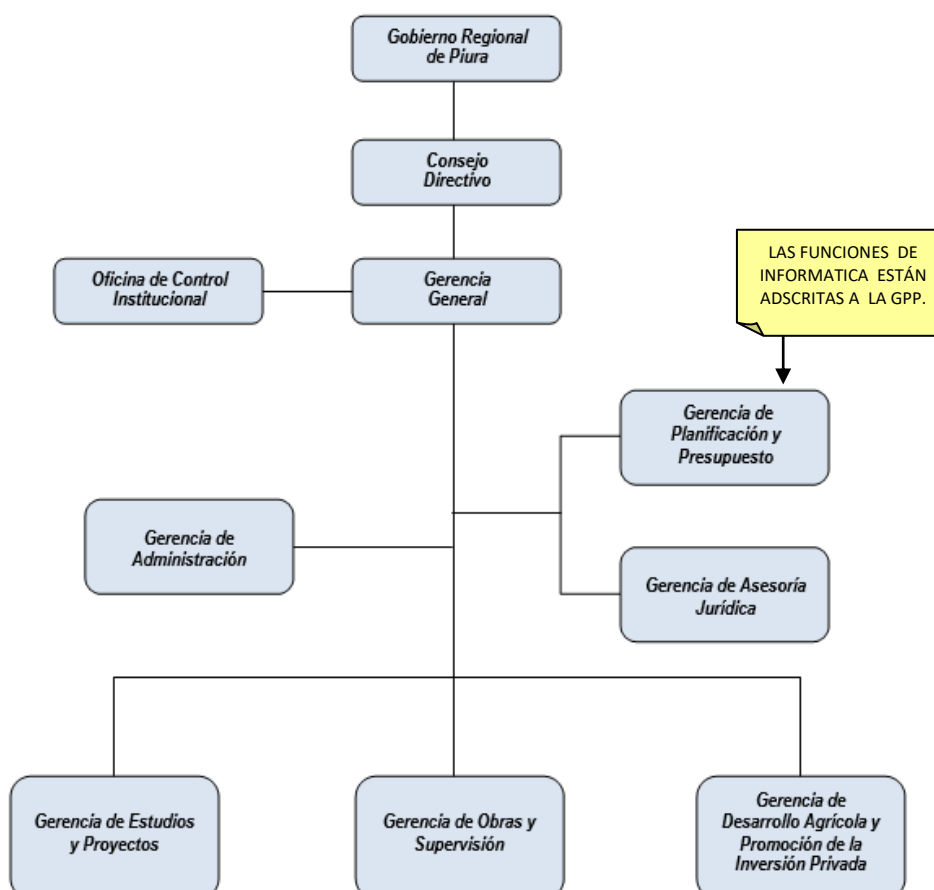 Gobierno Regional
de Piura
Consejo
Directivo
Oficina de Control
Institucional
Gerencia
General
LAS FUNCIONES DE
INFORMATICA ESTÁN
ADSCRITAS A LA GPP.
Gerencia de
Planificación y
Presupuesto
Gerencia de
Administración
Gerencia de Asesoría
Jurídica
Gerencia de Estudios
y Proyectos
Gerencia de Obras y
Supervisión
Gerencia de
Desarrollo Agrícola y
Promoción de la
Inversión Privada